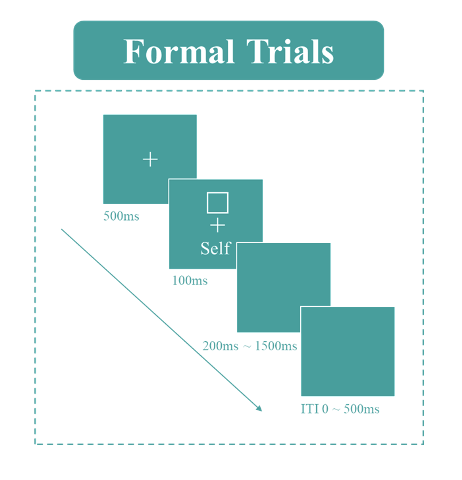 Formal Trials
500ms
Self
100ms
200ms ~ 1500ms
ITI 0 ~ 500ms